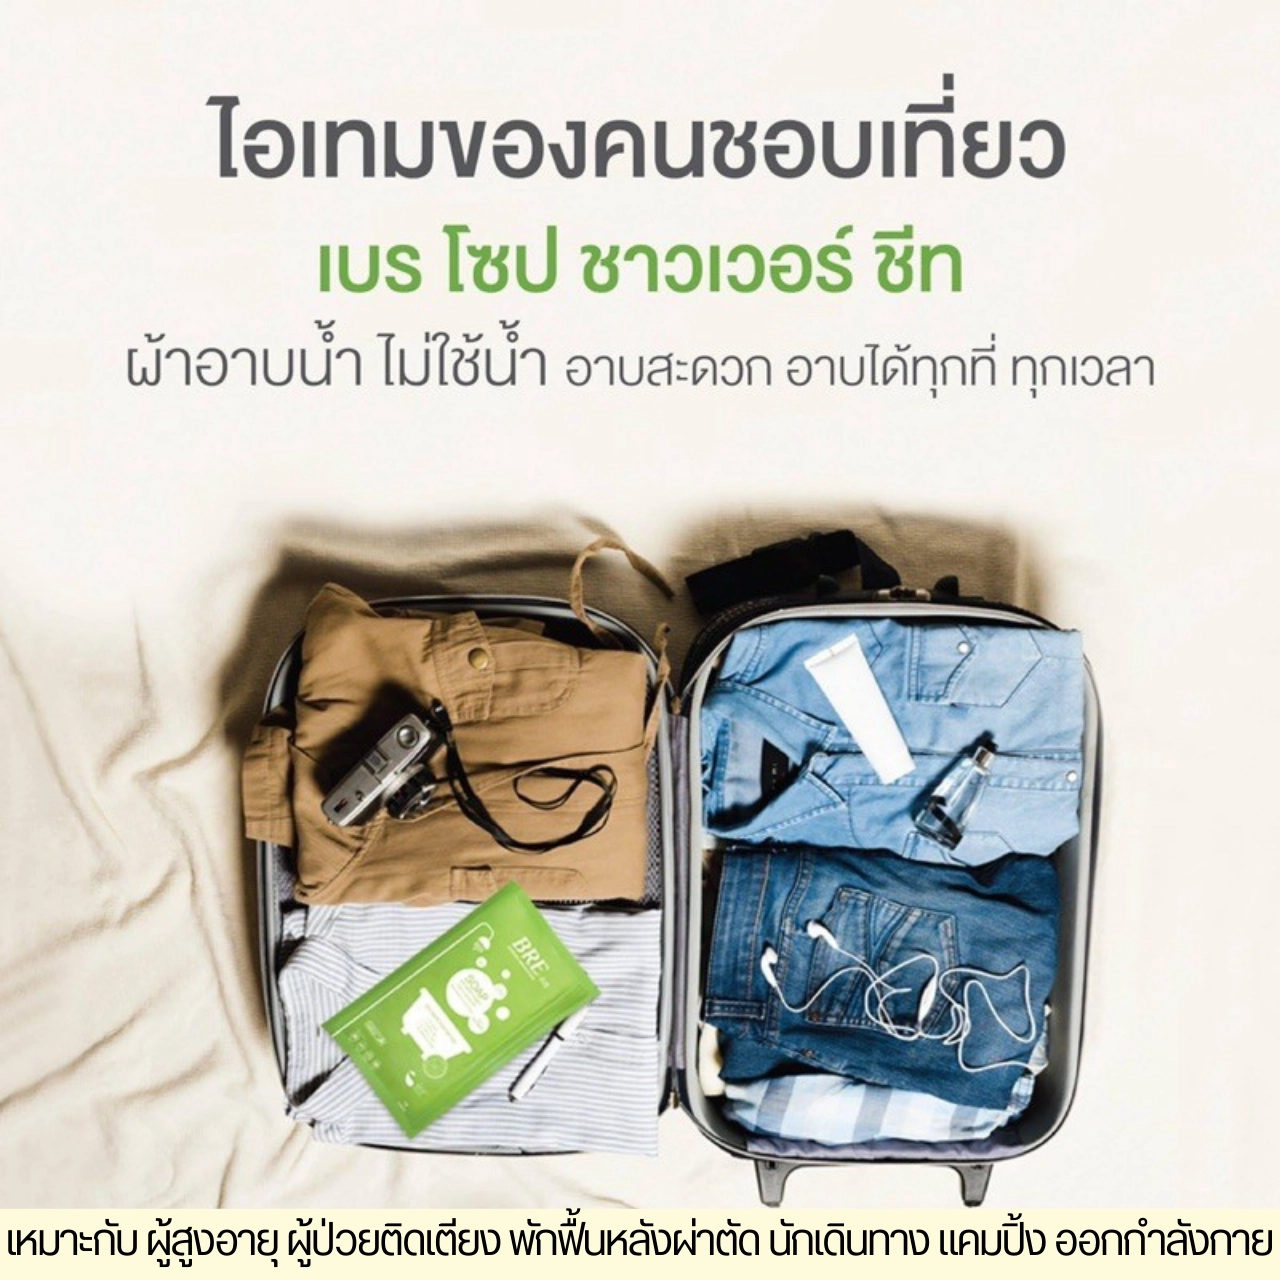 ไอเทมของคนชอบเที่ยว
เบร โซป ชาวเวอร์ ชีท
ผ้าอาบน้ำ ไม่ใช้น้ำ อาบสะดวก อาบได้ทุกที่ ทุกเวลา
BRE
SOAP
เหมาะกับ ผู้สูงอายุ ผู้ป่วยติดเตียง พักฟื้นหลังผ่าตัด นักเดินทาง แคมปิ้ง ออกกำลังกาย